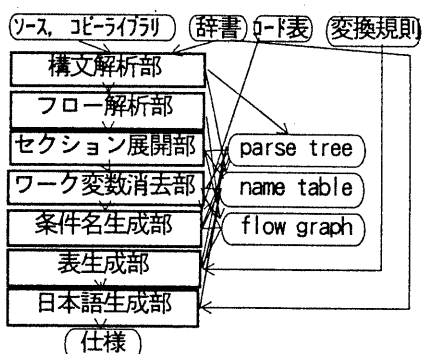 ソース，コピーライブラリ 辞書 コード表 変換規則
構文解析部
フロー解析部
セクション展開部 parse tree
ワーク変数消去部 name table
条件名生成部 flow graph
表生成部
日本語生成部
仕様